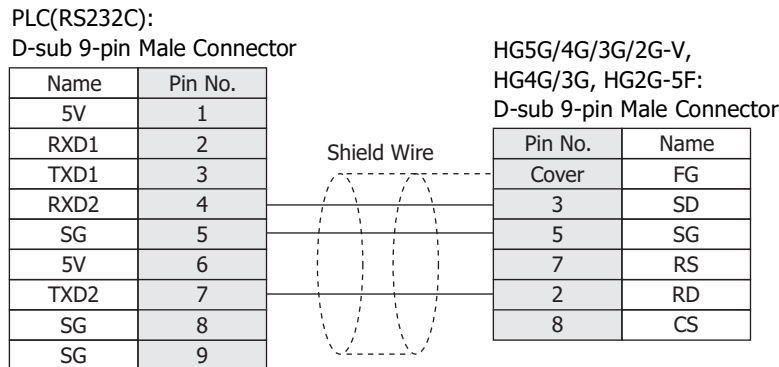 PLC(RS232C):
D-sub 9-pin Male Connector
Name Pin No.
5V 1
RXD1 2
TXD1 3
RXD2 4
SG 5
5V 6
TXD2 7
SG 8
SG 9
Shield Wire
HG5G/4G/3G/2G-V,
HG4G/3G, HG2G-5F:
D-sub 9-pin Male Connector
Pin No. Name
Cover FG
3 SD
5 SG
7 RS
2 RD
8 CS